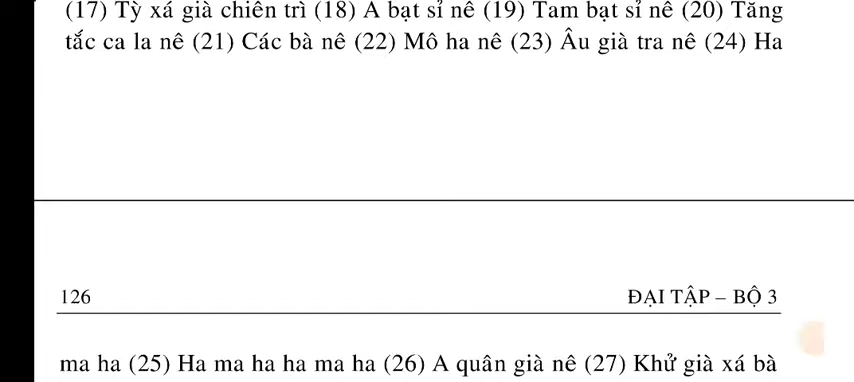 (17) Tỳ xá già chiên trì (18) A bạt sỉ nê (19) Tam bạt sỉ nê (20) Tăng
tắc ca la nê (21) Các bà nê (22) Mô ha nê (23) Âu già tra nê (24) Ha
126 ĐẠI TẬP – BỘ 3
ma ha (25) Ha ma ha ha ma ha (26) A quân già nê (27) Khử già xá bà